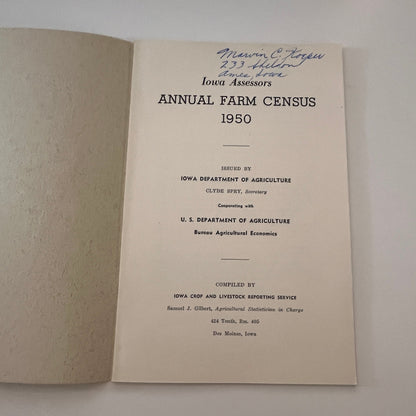 Marvin C. Kooper
233 Sheldon
Ames, Iowa
Iowa Assessors
ANNUAL FARM CENSUS
1950
ISSUED BY
IOWA DEPARTMENT OF AGRICULTURE
CLYDE SPRY, Secretary
Cooperating with
U. S. DEPARTMENT OF AGRICULTURE
Bureau Agricultural Economics
COMPILED BY
IOWA CROP AND LIVESTOCK REPORTING SERVICE
Samuel J. Gilbert, Agricultural Statistician in Charge
424 Tenth, Rm. 405
Des Moines, Iowa